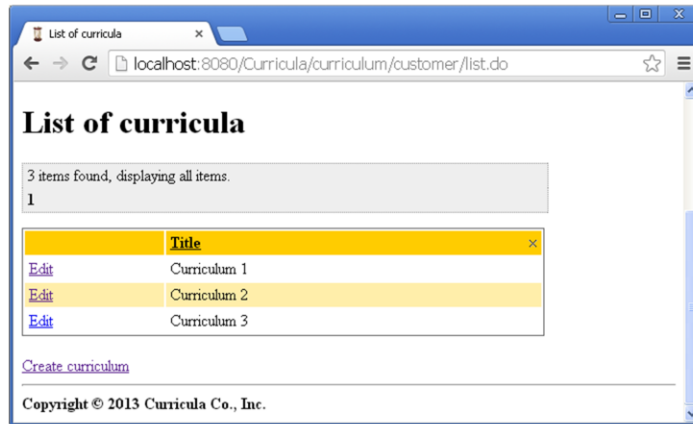 List of curricula
localhost:8080/Curricula/curriculum/customer/list.do
List of curricula
3 items found, displaying all items.
1
Title
Edit Curriculum 1
Edit Curriculum 2
Edit Curriculum 3
Create curriculum
Copyright © 2013 Curricula Co., Inc.